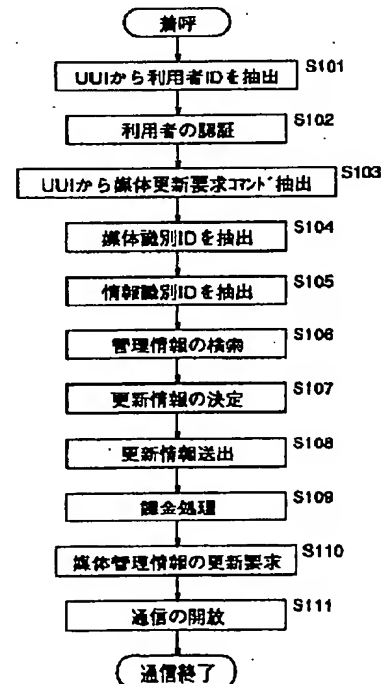 着呼
UUIから利用者IDを抽出 S101
利用者の認証 S102
UUIから媒体更新要求コマンド抽出 S103
媒体識別IDを抽出 S104
情報識別IDを抽出 S105
管理情報の検索 S106
更新情報の決定 S107
更新情報送出 S108
課金処理 S109
媒体管理情報の更新要求 S110
通信の開放 S111
通信終了